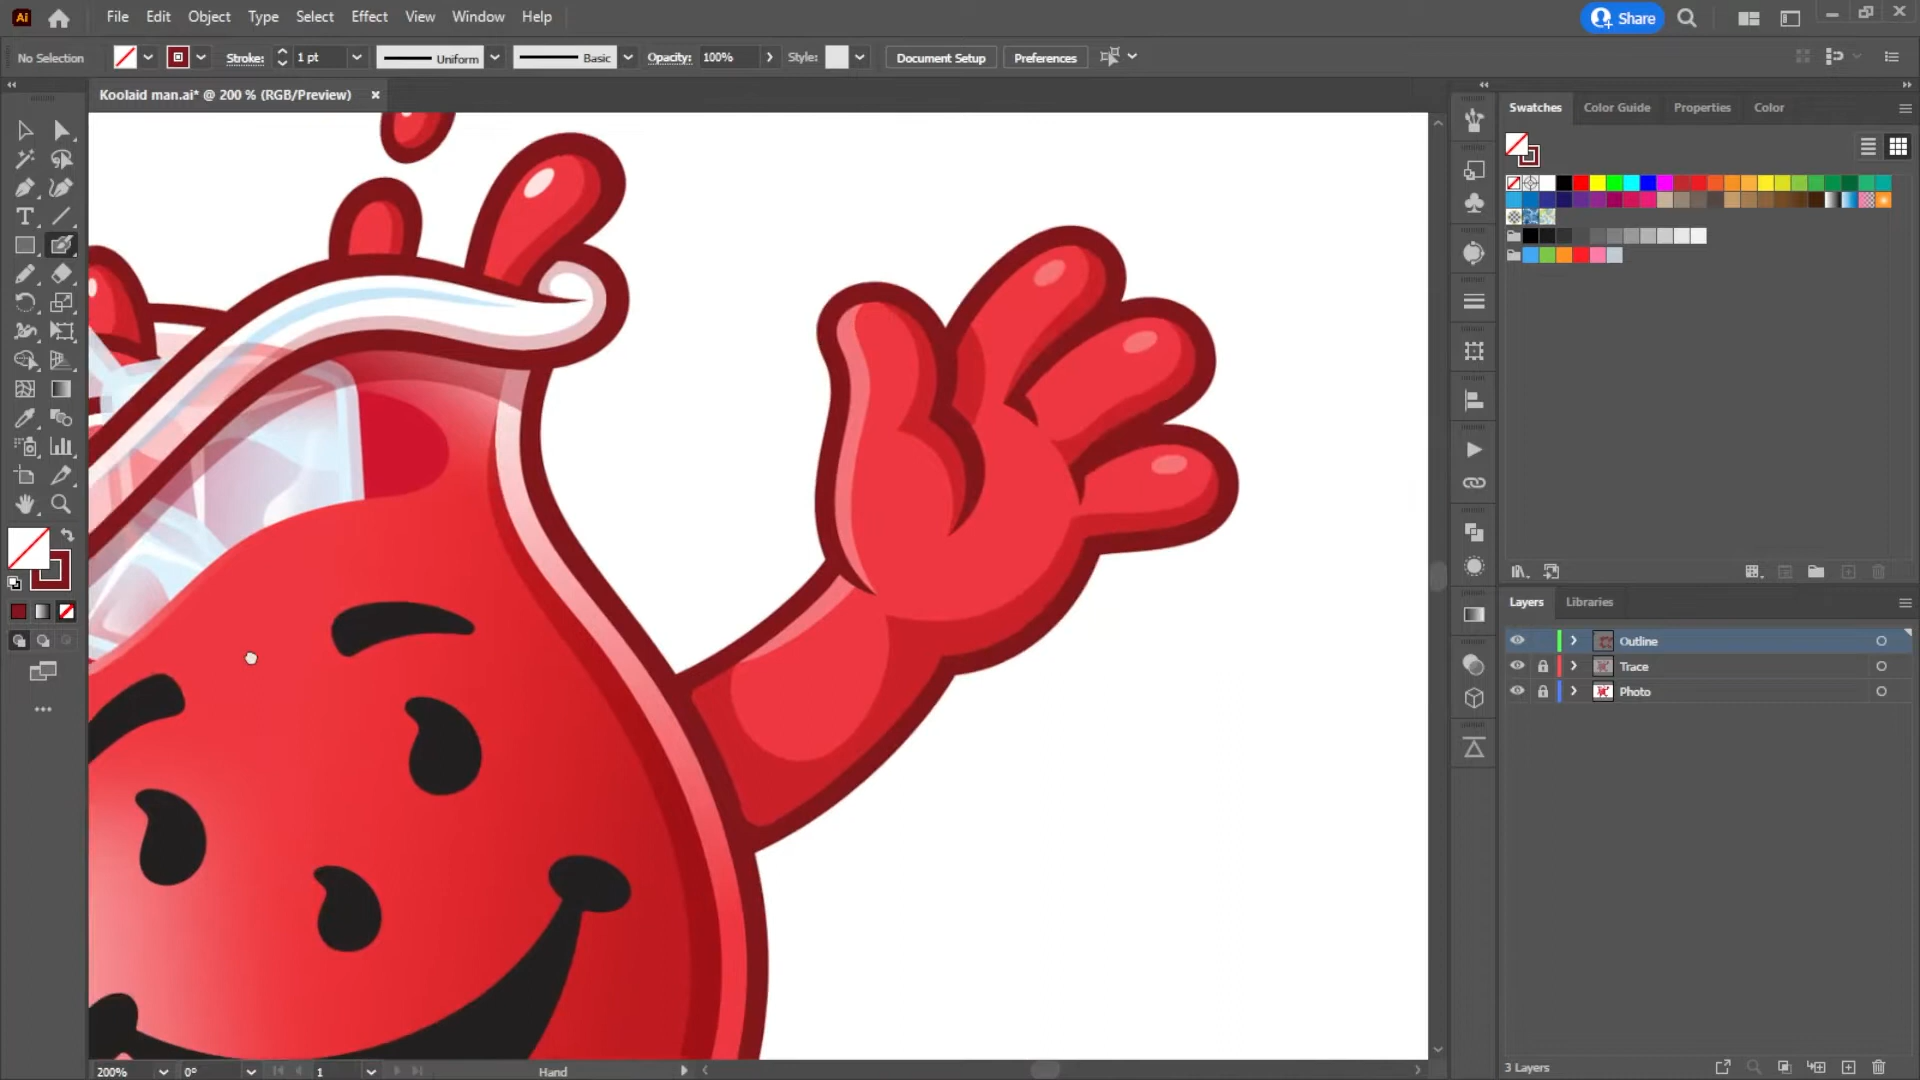 Ai File Edit Object Type Select Effect View Window Help Share
No Selection Stroke: 1 pt Uniform Basic Opacity: 100% Style: Document Setup Preferences
Koolaid man.ai* @ 200 % (RGB/Preview) ×
Swatches Color Guide Properties Color
T
Layers Libraries
Outline
Trace
Photo
200% 0° 1 Hand
3 Layers